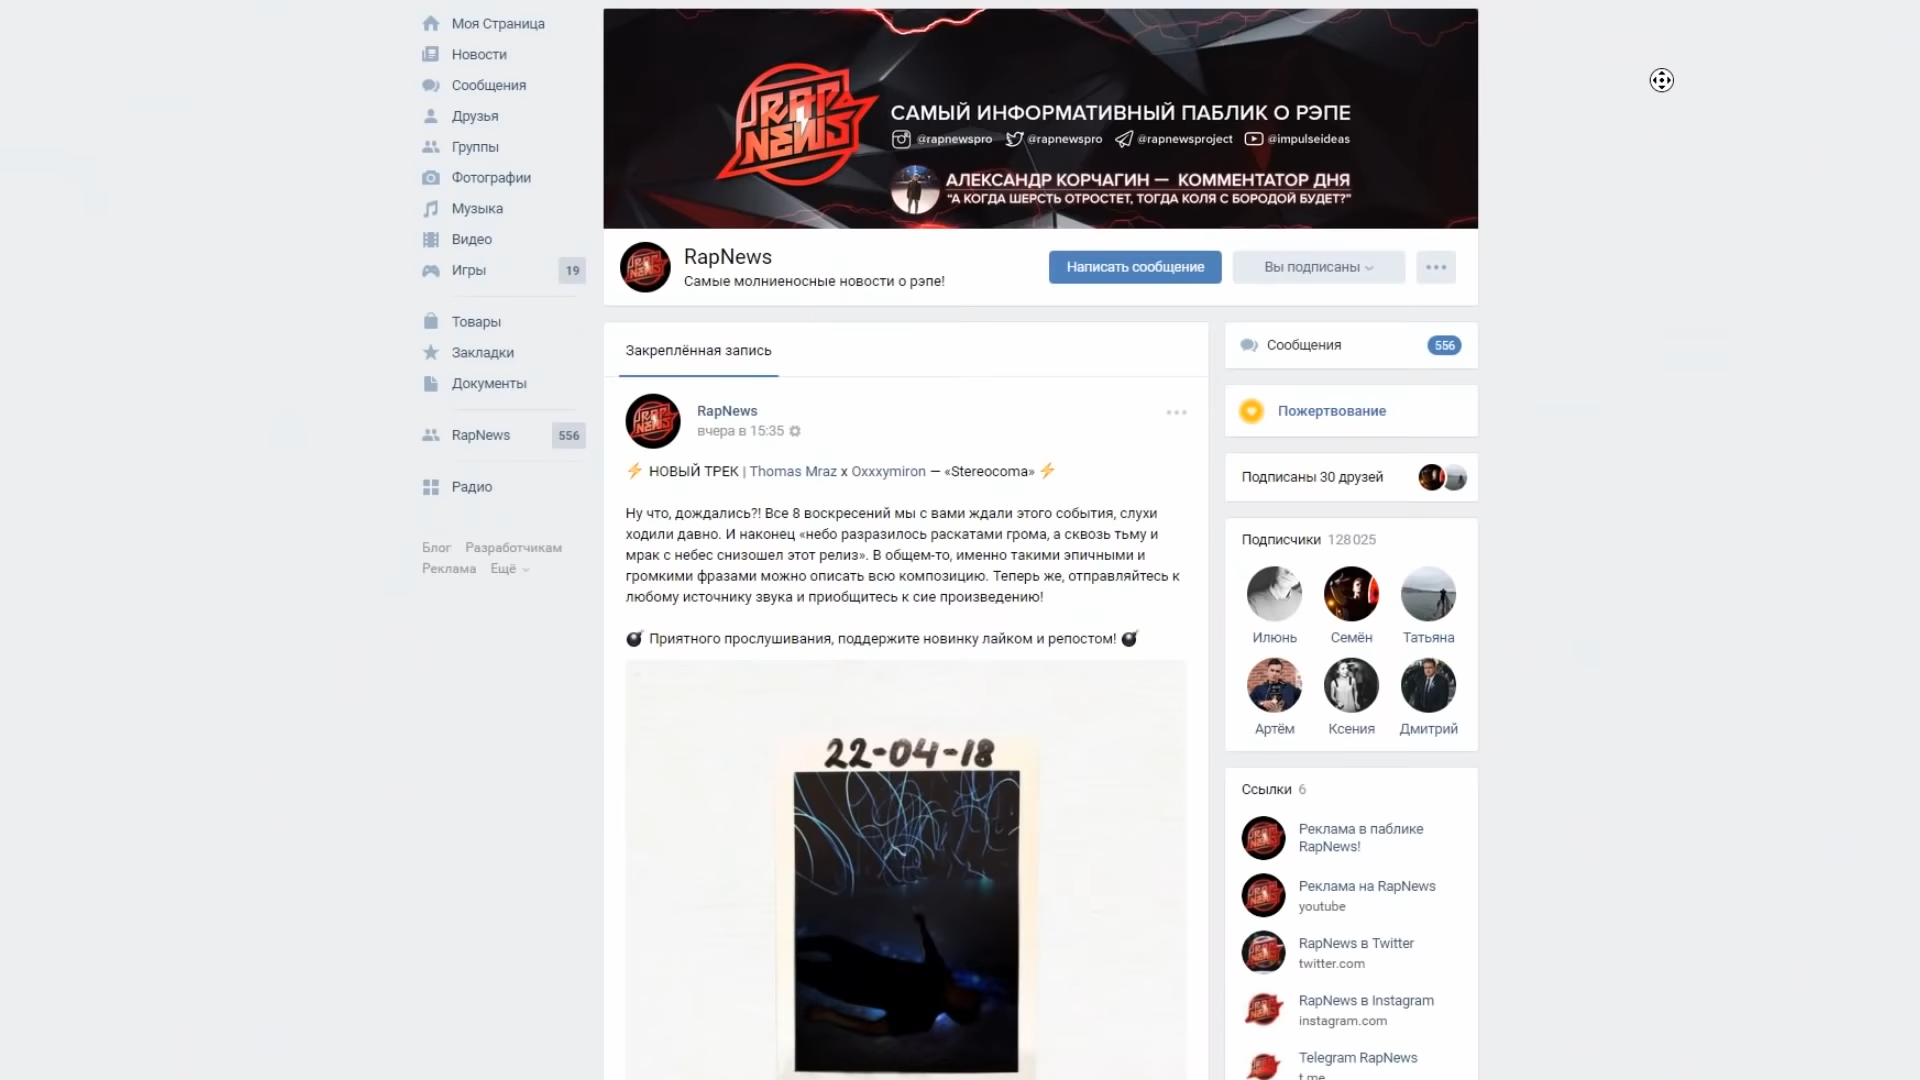 Моя Страница
Новости
Сообщения
Друзья
Группы
Фотографии
Музыка
Видео
Игры 19
Товары
Закладки
Документы
RapNews 556
Радио
Блог Разработчикам
Реклама Ещё
RAP
NEWS
САМЫЙ ИНФОРМАТИВНЫЙ ПАБЛИК О РЭПЕ
@rapnewspro @rapnewspro @rapnewsproject @impulseideas
АЛЕКСАНДР КОРЧАГИН — КОММЕНТАТОР ДНЯ
"А КОГДА ШЕРСТЬ ОТРОСТЕТ, ТОГДА КОЛЯ С БОРОДОЙ БУДЕТ?"
RapNews
Самые молниеносные новости о рэпе!
Написать сообщение
Вы подписаны
Закреплённая запись
RapNews
вчера в 15:35
⚡ НОВЫЙ ТРЕК | Thomas Mraz x Oxxxymiron — «Stereocoma» ⚡
Ну что, дождались?! Все 8 воскресений мы с вами ждали этого события, слухи
ходили давно. И наконец «небо разразилось раскатами грома, а сквозь тьму и
мрак с небес снизошел этот релиз». В общем-то, именно такими эпичными и
громкими фразами можно описать всю композицию. Теперь же, отправляйтесь к
любому источнику звука и приобщитесь к сие произведению!
💣 Приятного прослушивания, поддержите новинку лайком и репостом! 💣
22-04-18
Сообщения 556
Пожертвование
Подписаны 30 друзей
Подписчики 128 025
Илюнь Семён Татьяна
Артём Ксения Дмитрий
Ссылки 6
Реклама в паблике
RapNews!
Реклама на RapNews
youtube
RapNews в Twitter
twitter.com
RapNews в Instagram
instagram.com
Telegram RapNews
t.me